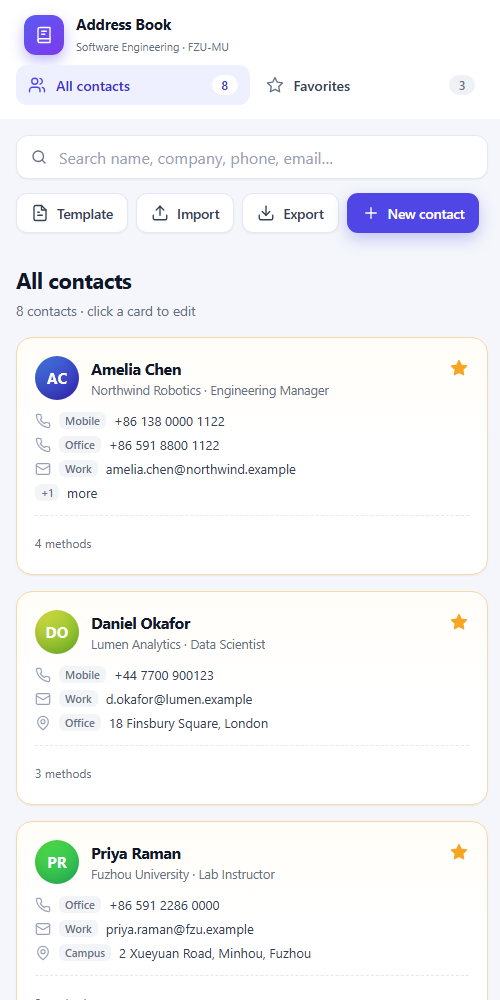 Address Book
Software Engineering · FZU-MU
All contacts 8
Favorites 3
Search name, company, phone, email...
Template
Import
Export
New contact
All contacts
8 contacts · click a card to edit
AC
Amelia Chen
Northwind Robotics · Engineering Manager
Mobile +86 138 0000 1122
Office +86 591 8800 1122
Work amelia.chen@northwind.example
+1 more
4 methods
DO
Daniel Okafor
Lumen Analytics · Data Scientist
Mobile +44 7700 900123
Work d.okafor@lumen.example
Office 18 Finsbury Square, London
3 methods
PR
Priya Raman
Fuzhou University · Lab Instructor
Office +86 591 2286 0000
Work priya.raman@fzu.example
Campus 2 Xueyuan Road, Minhou, Fuzhou